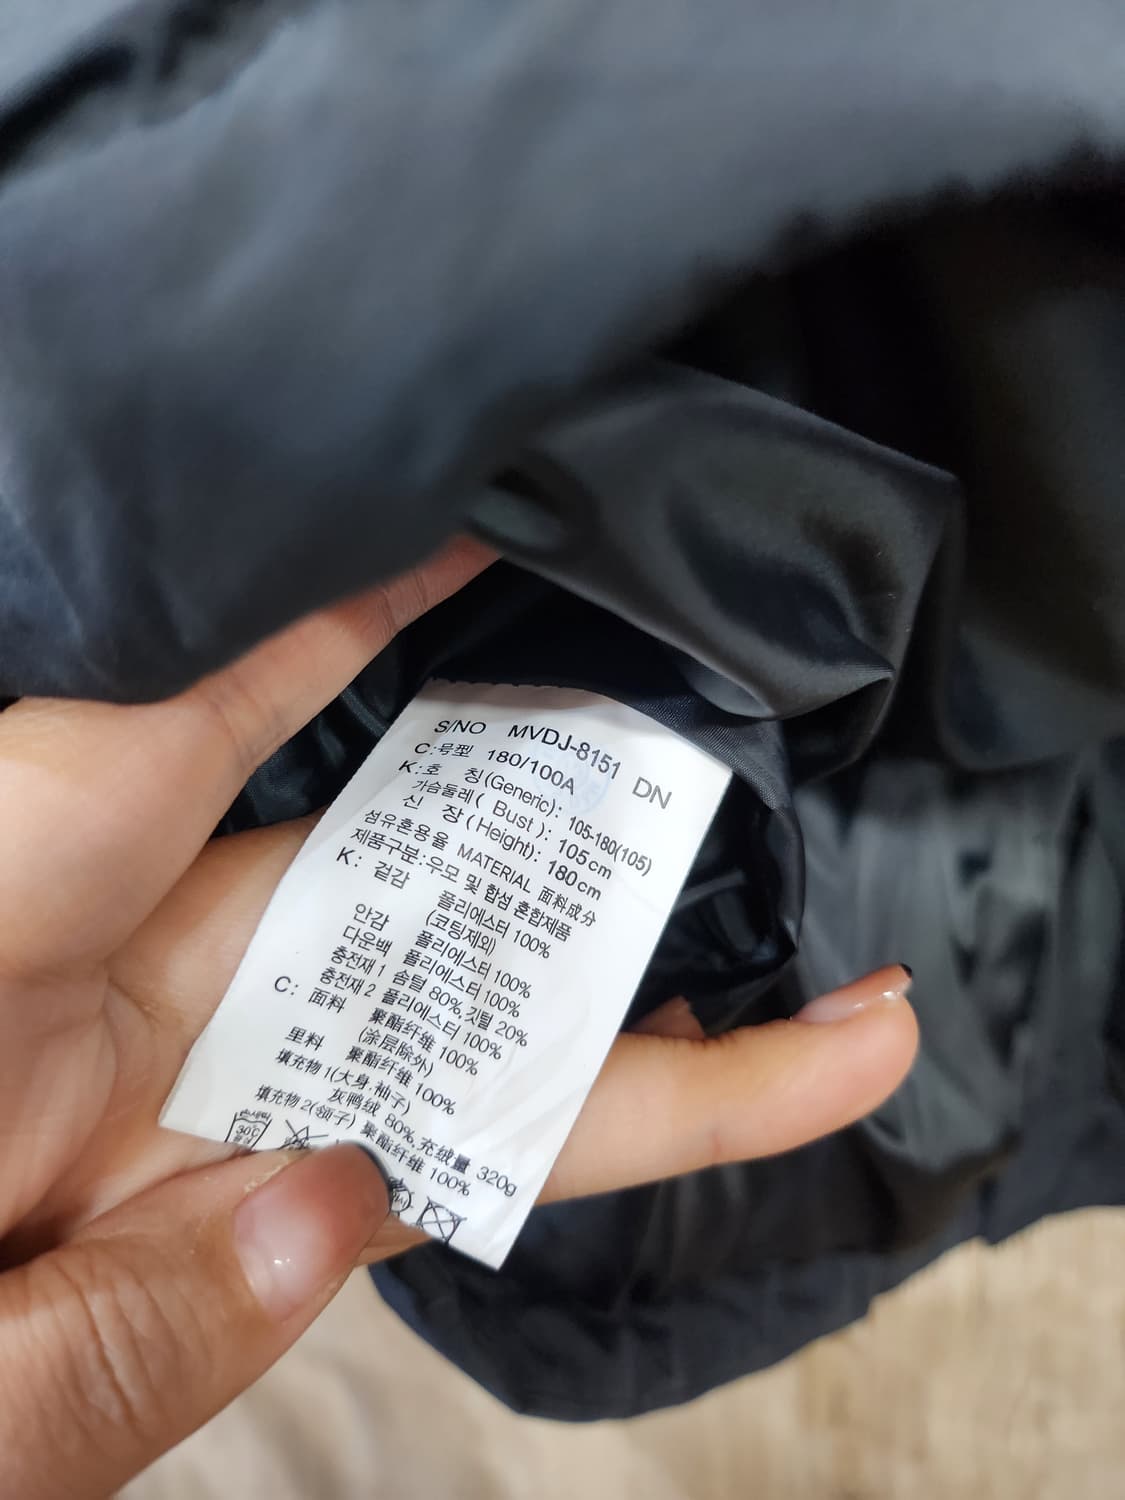 S/NO MVDJ-8151 DN
C:号型 180/100A
K:호 칭(Generic): 105-180(105)
가슴둘레( Bust ): 105cm
신 장(Height): 180cm
섬유혼용율 MATERIAL 面料成分
제품구분:우모 및 합섬 혼합제품
K: 겉감 폴리에스터 100%
(코팅제외)
안감 폴리에스터 100%
다운백 폴리에스터 100%
충전재 1 솜털 80%,깃털 20%
충전재 2 폴리에스터 100%
C: 面料 聚酯纤维 100%
(涂层除外)
里料 聚酯纤维 100%
填充物 1(大身.袖子)
灰鸭绒 80%,充绒量 320g
填充物 2(领子) 聚酯纤维 100%
30℃